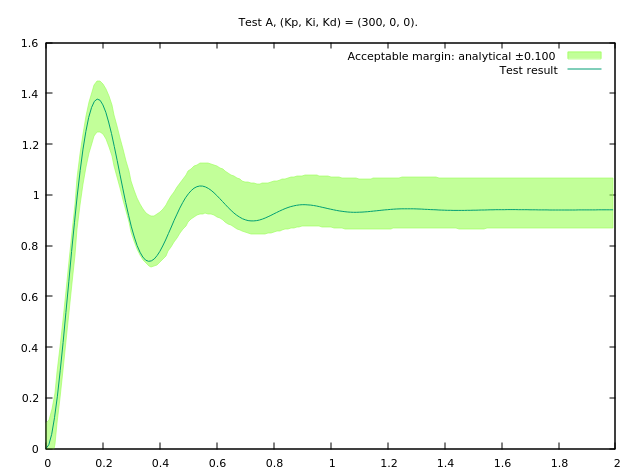 Test A, (Kp, Ki, Kd) = (300, 0, 0).
1.6
Acceptable margin: analytical ±0.100
Test result
1.4
1.2
1
0.8
0.6
0.4
0.2
0
0 0.2 0.4 0.6 0.8 1 1.2 1.4 1.6 1.8 2